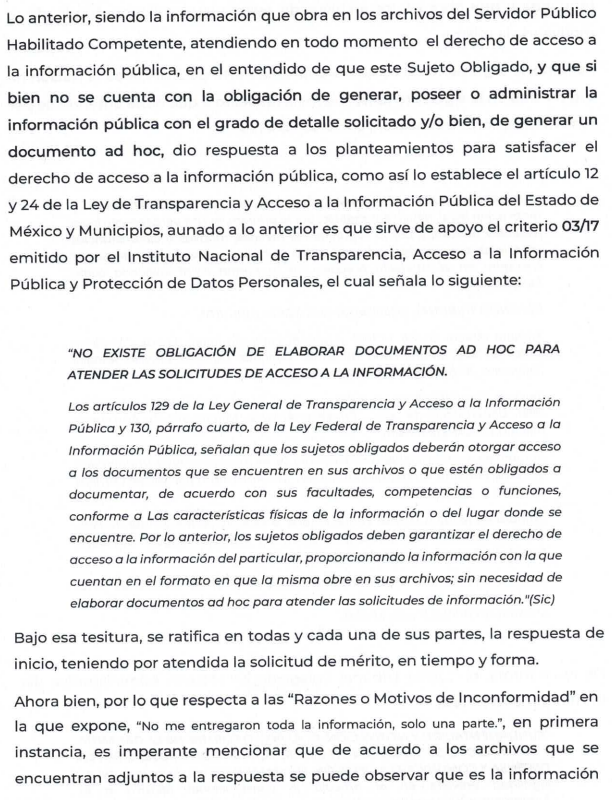 Lo anterior, siendo la información que obra en los archivos del Servidor Público
Habilitado Competente, atendiendo en todo momento el derecho de acceso a
la información pública, en el entendido de que este Sujeto Obligado, y que si
bien no se cuenta con la obligación de generar, poseer o administrar la
información pública con el grado de detalle solicitado y/o bien, de generar un
documento ad hoc, dio respuesta a los planteamientos para satisfacer el
derecho de acceso a la información pública, como así lo establece el artículo 12
y 24 de la Ley de Transparencia y Acceso a la Información Pública del Estado de
México y Municipios, aunado a lo anterior es que sirve de apoyo el criterio 03/17
emitido por el Instituto Nacional de Transparencia, Acceso a la Información
Pública y Protección de Datos Personales, el cual señala lo siguiente:
"NO EXISTE OBLIGACIÓN DE ELABORAR DOCUMENTOS AD HOC PARA
ATENDER LAS SOLICITUDES DE ACCESO A LA INFORMACIÓN.
Los artículos 129 de la Ley General de Transparencia y Acceso a la Información
Pública y 130, párrafo cuarto, de la Ley Federal de Transparencia y Acceso a la
Información Pública, señalan que los sujetos obligados deberán otorgar acceso
a los documentos que se encuentren en sus archivos o que estén obligados a
documentar, de acuerdo con sus facultades, competencias o funciones,
conforme a Las características físicas de la información o del lugar donde se
encuentre. Por lo anterior, los sujetos obligados deben garantizar el derecho de
acceso a la información del particular, proporcionando la información con la que
cuentan en el formato en que la misma obre en sus archivos; sin necesidad de
elaborar documentos ad hoc para atender las solicitudes de información."(Sic)
Bajo esa tesitura, se ratifica en todas y cada una de sus partes, la respuesta de
inicio, teniendo por atendida la solicitud de mérito, en tiempo y forma.
Ahora bien, por lo que respecta a las “Razones o Motivos de Inconformidad” en
la que expone, “No me entregaron toda la información, solo una parte.”, en primera
instancia, es imperante mencionar que de acuerdo a los archivos que se
encuentran adjuntos a la respuesta se puede observar que es la información